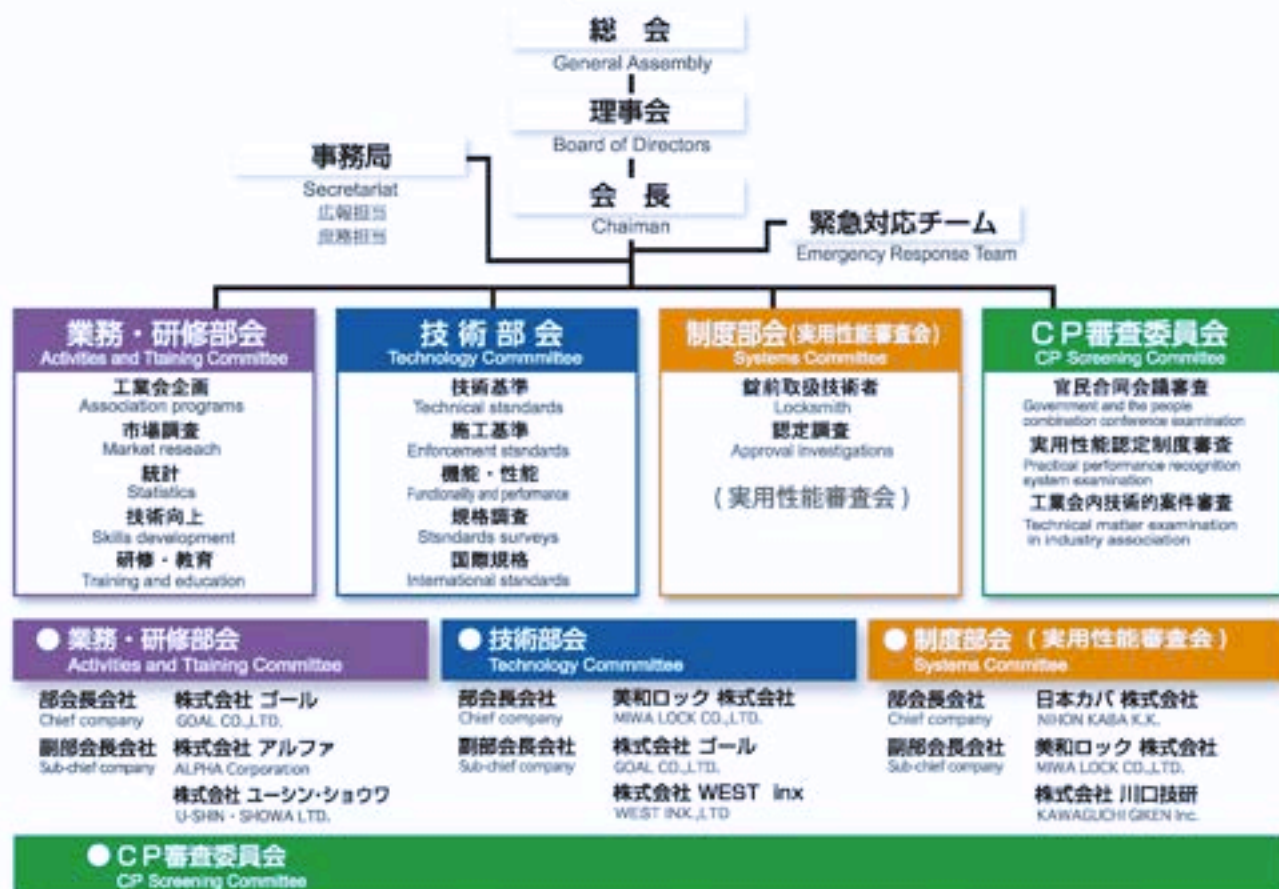 総　会
General Assembly
理事会
Board of Directors
事務局
Secretariat
広報担当
庶務担当
会　長
Chaiman
緊急対応チーム
Emergency Response Team
業務・研修部会
Activities and Ttaining Committee
工業会企画
Association programs
市場調査
Market reseach
統計
Statistics
技術向上
Skills development
研修・教育
Training and education
技 術 部 会
Technology Commmittee
技術基準
Technical stsndards
施工基準
Enforcement stsndards
機能・性能
Functionality and performance
規格調査
Stsndards surveys
国際規格
International standards
制度部会(実用性能審査会)
Systems Committee
錠前取扱技術者
Locksmith
認定調査
Approval investigations
(実用性能審査会)
CP審査委員会
CP Screening Committee
官民合同会議審査
Government and the people
combination conference examination
実用性能認定制度審査
Practical performance recognition
system examination
工業会内技術的案件審査
Technical matter examination
in industry association
● 業務・研修部会
Activities and Ttaining Committee
部会長会社　株式会社 ゴール
Chief company　GOAL CO.,LTD.
副部会長会社　株式会社 アルファ
Sub-chief company　ALPHA Corporation
株式会社 ユーシン・ショウワ
U-SHIN - SHOWA LTD.
● 技術部会
Technology Commmittee
部会長会社　美和ロック 株式会社
Chief company　MIWA LOCK CO.,LTD.
副部会長会社　株式会社 ゴール
Sub-chief company　GOAL CO.,LTD.
株式会社 WEST inx
WEST INX.,LTD
● 制度部会 (実用性能審査会)
Systems Committee
部会長会社　日本カバ 株式会社
Chief company　NIHON KABA K.K.
副部会長会社　美和ロック 株式会社
Sub-chief company　MIWA LOCK CO.,LTD.
株式会社 川口技研
KAWAGUCHI GIKEN Inc.
● CP審査委員会
CP Screening Committee